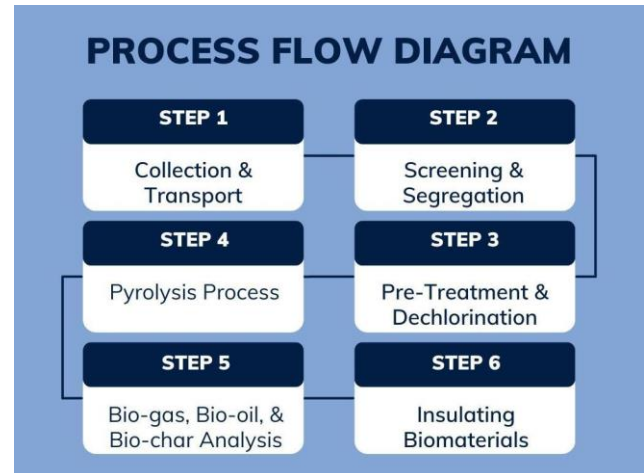 PROCESS FLOW DIAGRAM
STEP 1
Collection &
Transport
STEP 2
Screening &
Segregation
STEP 3
Pre-Treatment &
Dechlorination
STEP 4
Pyrolysis Process
STEP 5
Bio-gas, Bio-oil, &
Bio-char Analysis
STEP 6
Insulating
Biomaterials